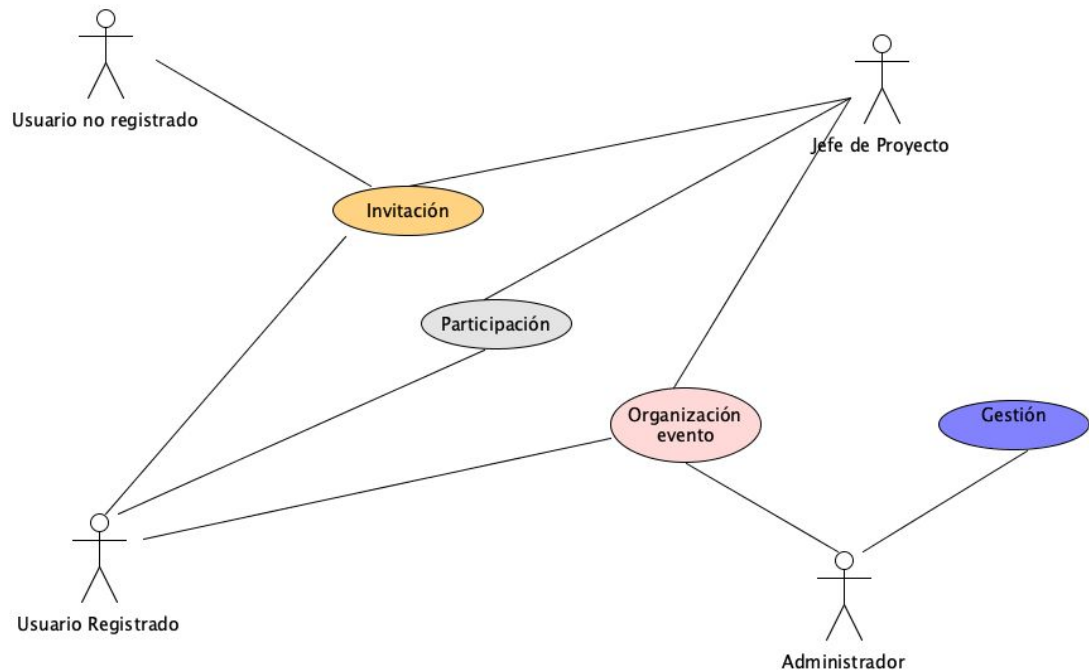 Usuario no registrado
Jefe de Proyecto
Invitación
Participación
Organización
evento
Gestión
Usuario Registrado
Administrador